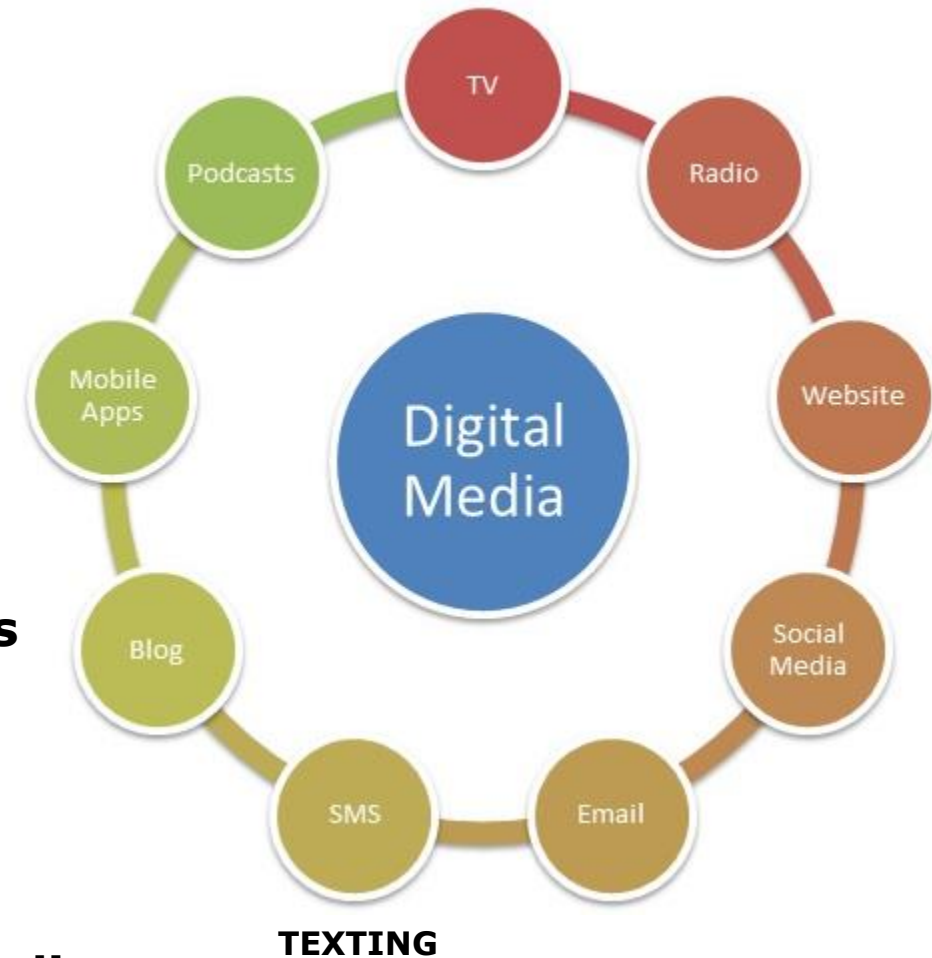 TV
Radio
Podcasts
Mobile
Apps
Website
Digital
Media
s
Blog
Social
Media
SMS
Email
TEXTING